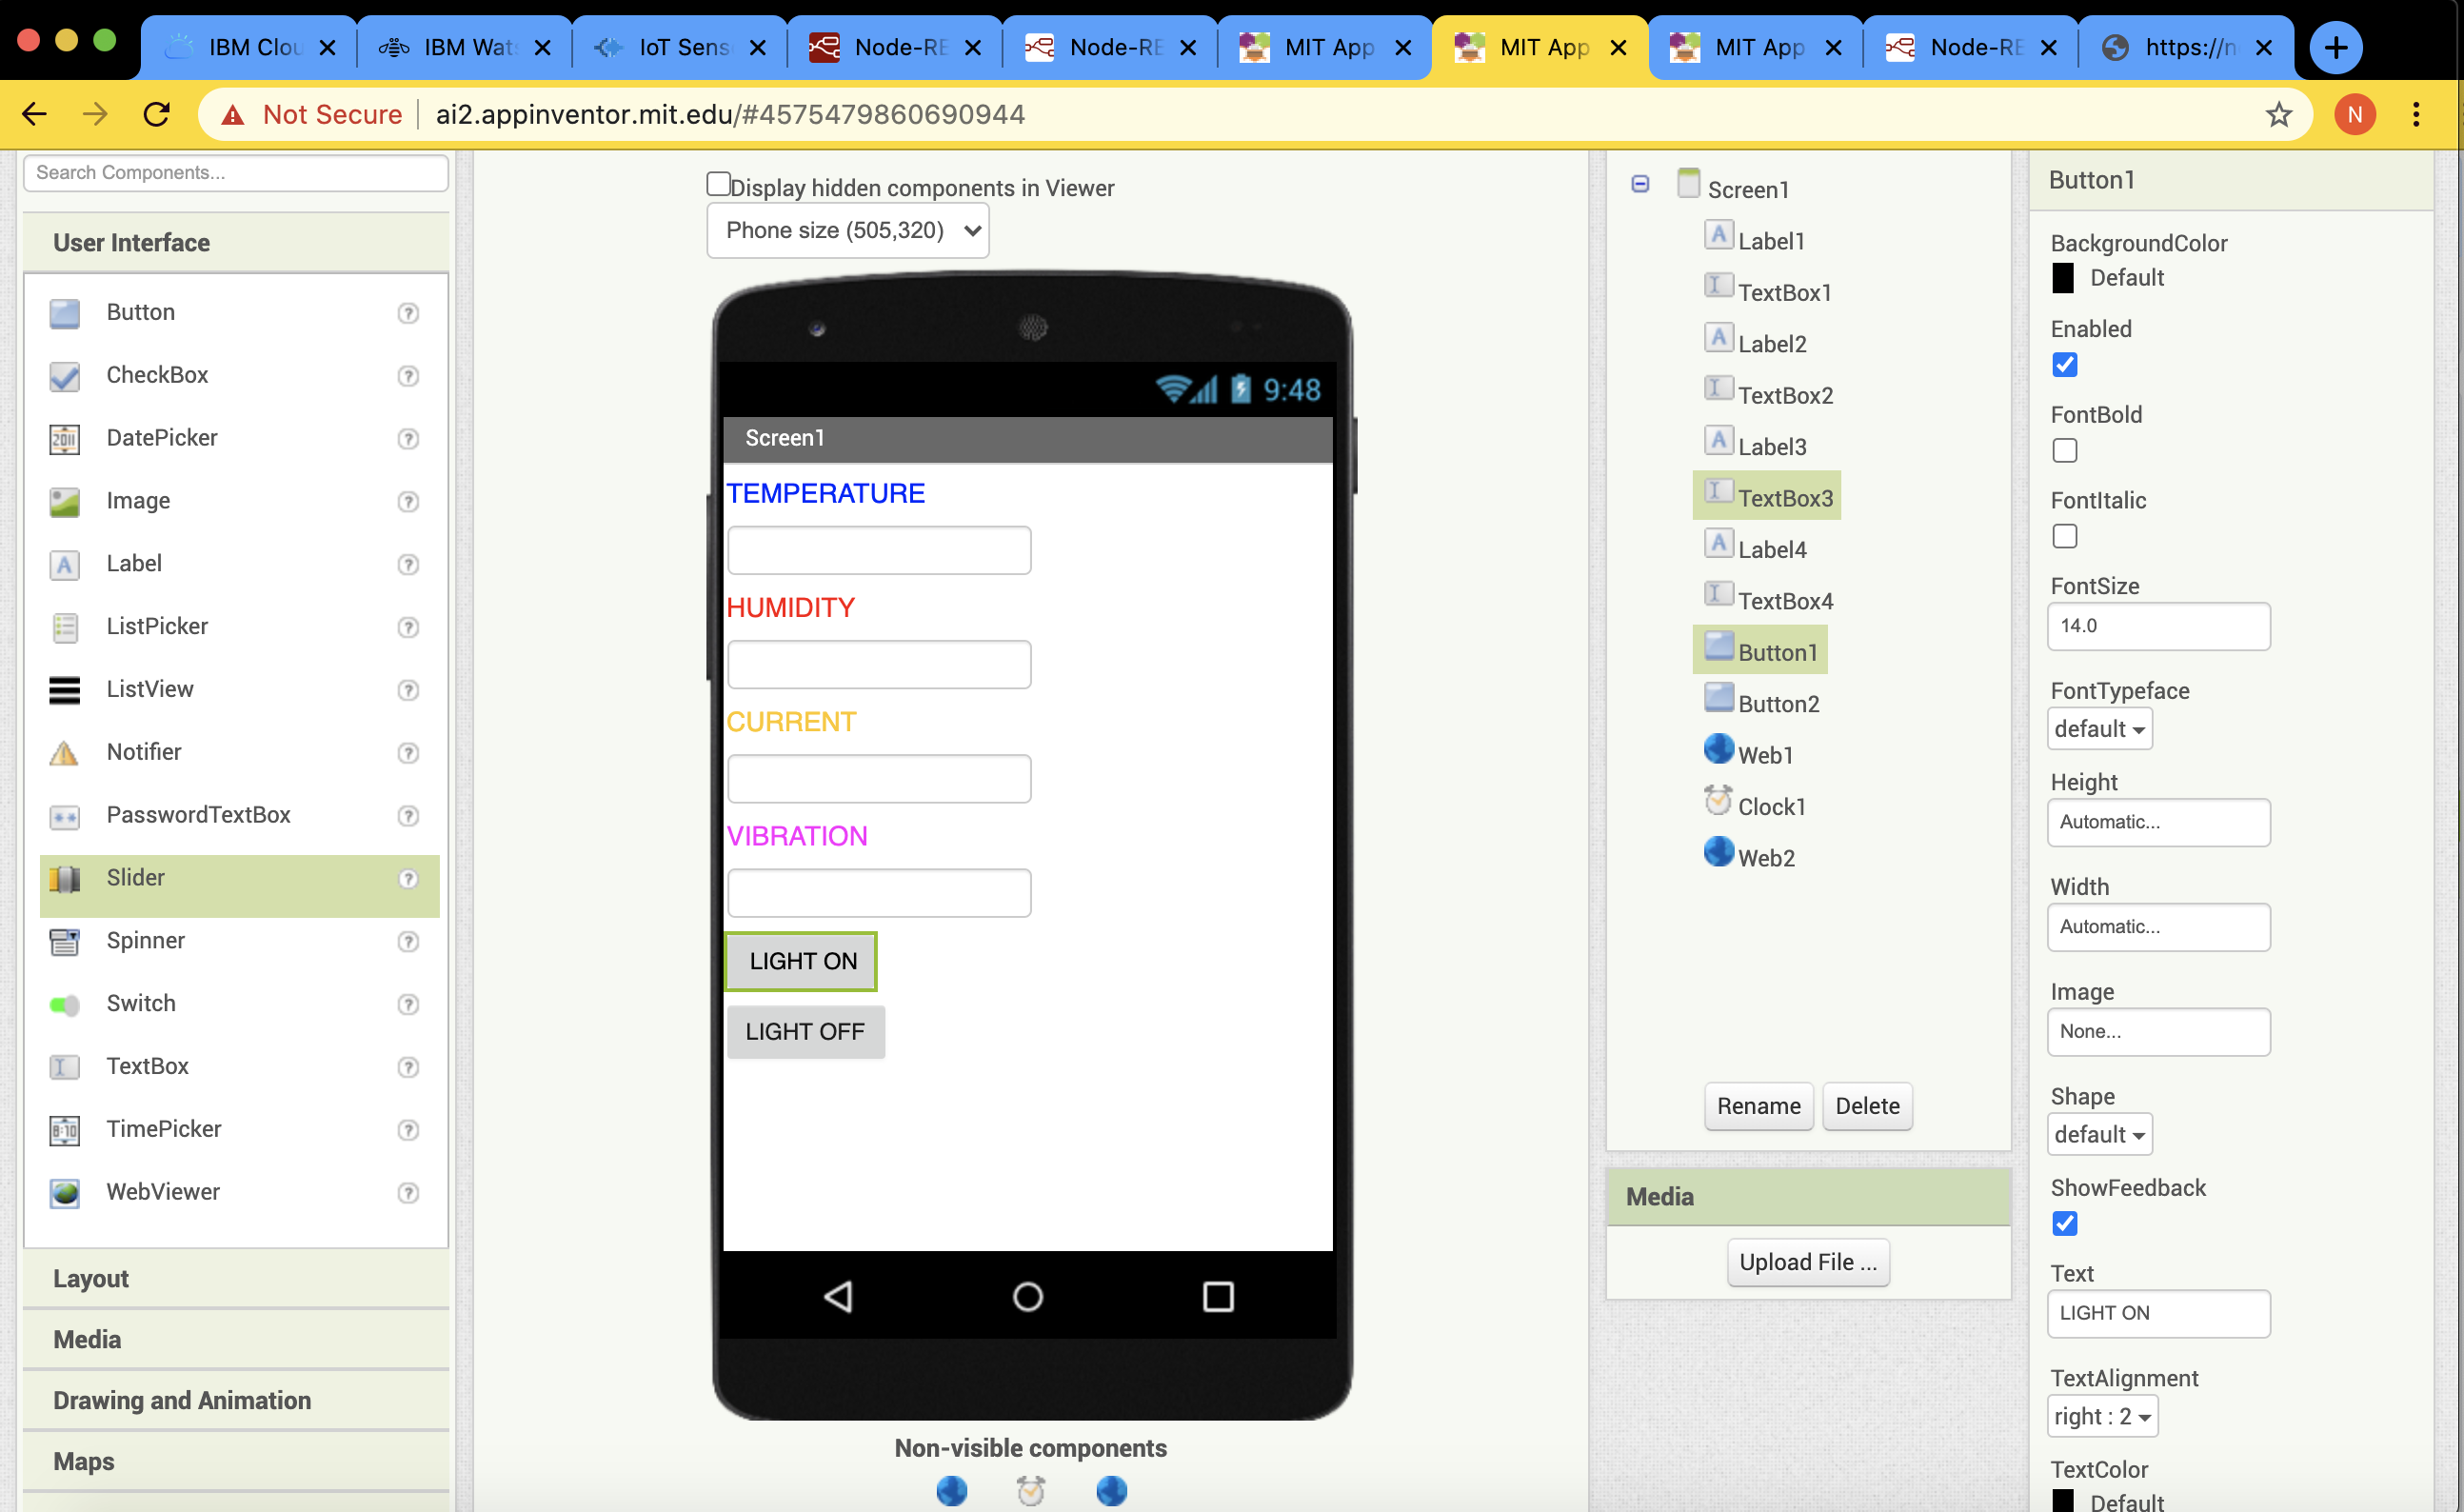 IBM Clou
IBM Wat
IoT Sens
Node-RE
Node-RE
MIT App
MIT App
MIT App
Node-RE
https://n
Not Secure
ai2.appinventor.mit.edu/#4575479860690944
N
Search Components...
User Interface
Button
CheckBox
2011
DatePicker
Image
A
Label
ListPicker
ListView
Notifier
PasswordTextBox
Slider
Spinner
Switch
TextBox
8:10
TimePicker
WebViewer
Layout
Media
Drawing and Animation
Maps
Display hidden components in Viewer
Phone size (505,320)
9:48
Screen1
TEMPERATURE
HUMIDITY
CURRENT
VIBRATION
LIGHT ON
LIGHT OFF
Non-visible components
Screen1
A Label1
TextBox1
A Label2
TextBox2
A Label3
TextBox3
A Label4
TextBox4
Button1
Button2
Web1
Clock1
Web2
Rename
Delete
Media
Upload File ...
Button1
BackgroundColor
Default
Enabled
FontBold
FontItalic
FontSize
14.0
FontTypeface
default
Height
Automatic...
Width
Automatic...
Image
None...
Shape
default
ShowFeedback
Text
LIGHT ON
TextAlignment
right : 2
TextColor
Default